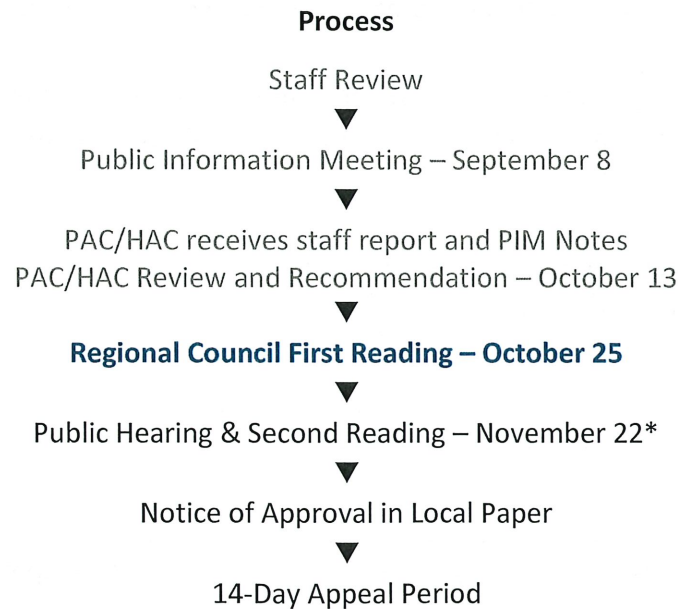 Process
Staff Review
Public Information Meeting – September 8
PAC/HAC receives staff report and PIM Notes
PAC/HAC Review and Recommendation – October 13
Regional Council First Reading – October 25
Public Hearing & Second Reading – November 22*
Notice of Approval in Local Paper
14-Day Appeal Period